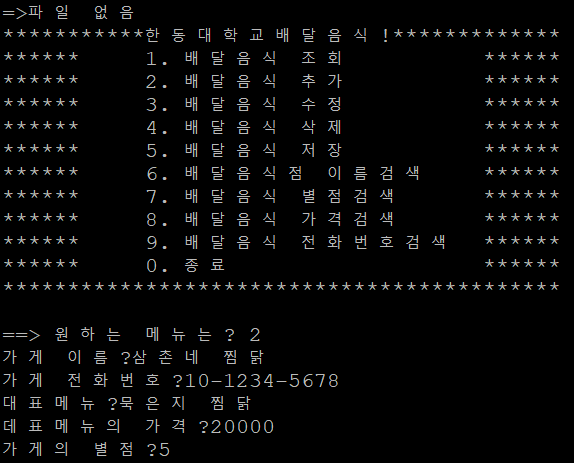 =>파일 없음
***********한동대학교배달음식!*************
****** 1. 배달음식 조회 ******
****** 2. 배달음식 추가 ******
****** 3. 배달음식 수정 ******
****** 4. 배달음식 삭제 ******
****** 5. 배달음식 저장 ******
****** 6. 배달음식점 이름검색 ******
****** 7. 배달음식 별점검색 ******
****** 8. 배달음식 가격검색 ******
****** 9. 배달음식 전화번호검색 ******
****** 0. 종료 ******
*******************************************
==> 원하는 메뉴는? 2
가게 이름?삼촌네 찜닭
가게 전화번호?10-1234-5678
대표메뉴?묵은지 찜닭
데표메뉴의 가격?20000
가게의 별점?5